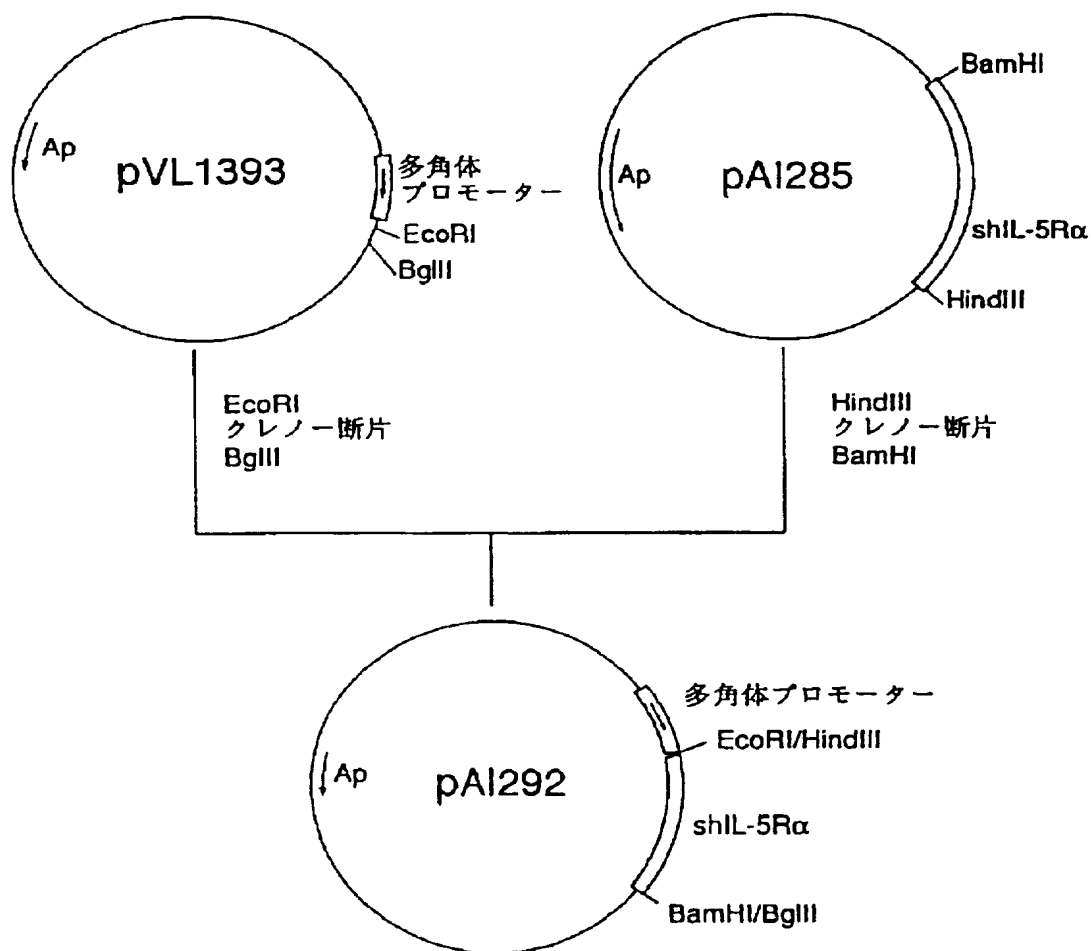 Ap
pVL1393
多角体
プロモーター
EcoRI
BglII
BamHI
Ap
pAI285
shIL-5Rα
HindIII
EcoRI
クレノー断片
BglII
HindIII
クレノー断片
BamHI
多角体プロモーター
EcoRI/HindIII
Ap
pAI292
shIL-5Rα
BamHI/BglII